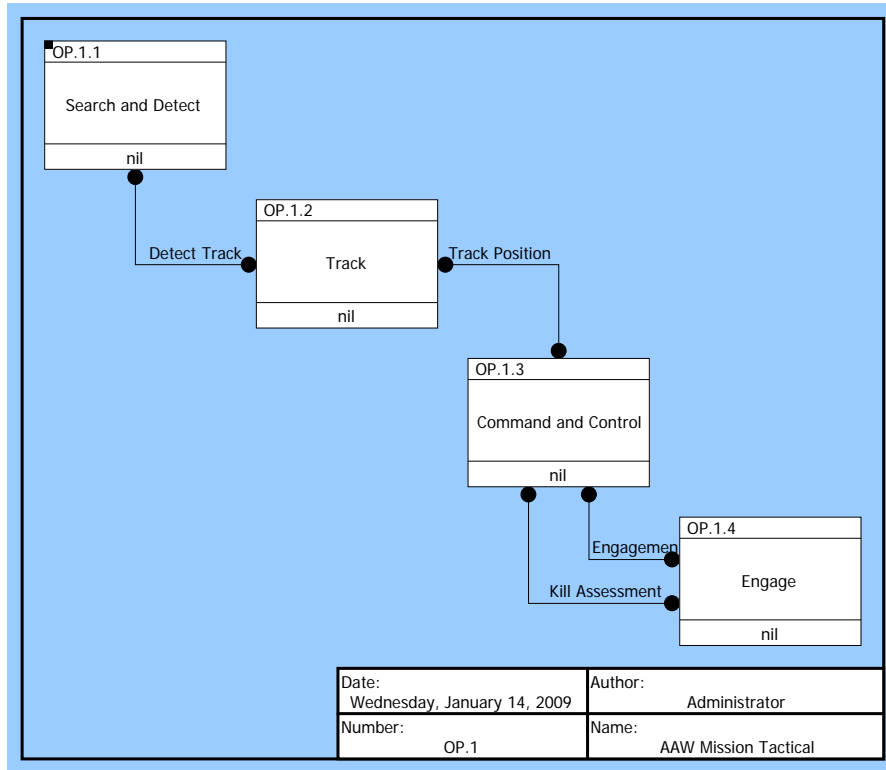 OP.1.1
Search and Detect
nil
OP.1.2
Detect Track
Track
Track Position
nil
OP.1.3
Command and Control
nil
OP.1.4
Engagemen
Engage
Kill Assessment
nil
Date:
Wednesday, January 14, 2009
Author:
Administrator
Number:
OP.1
Name:
AAW Mission Tactical